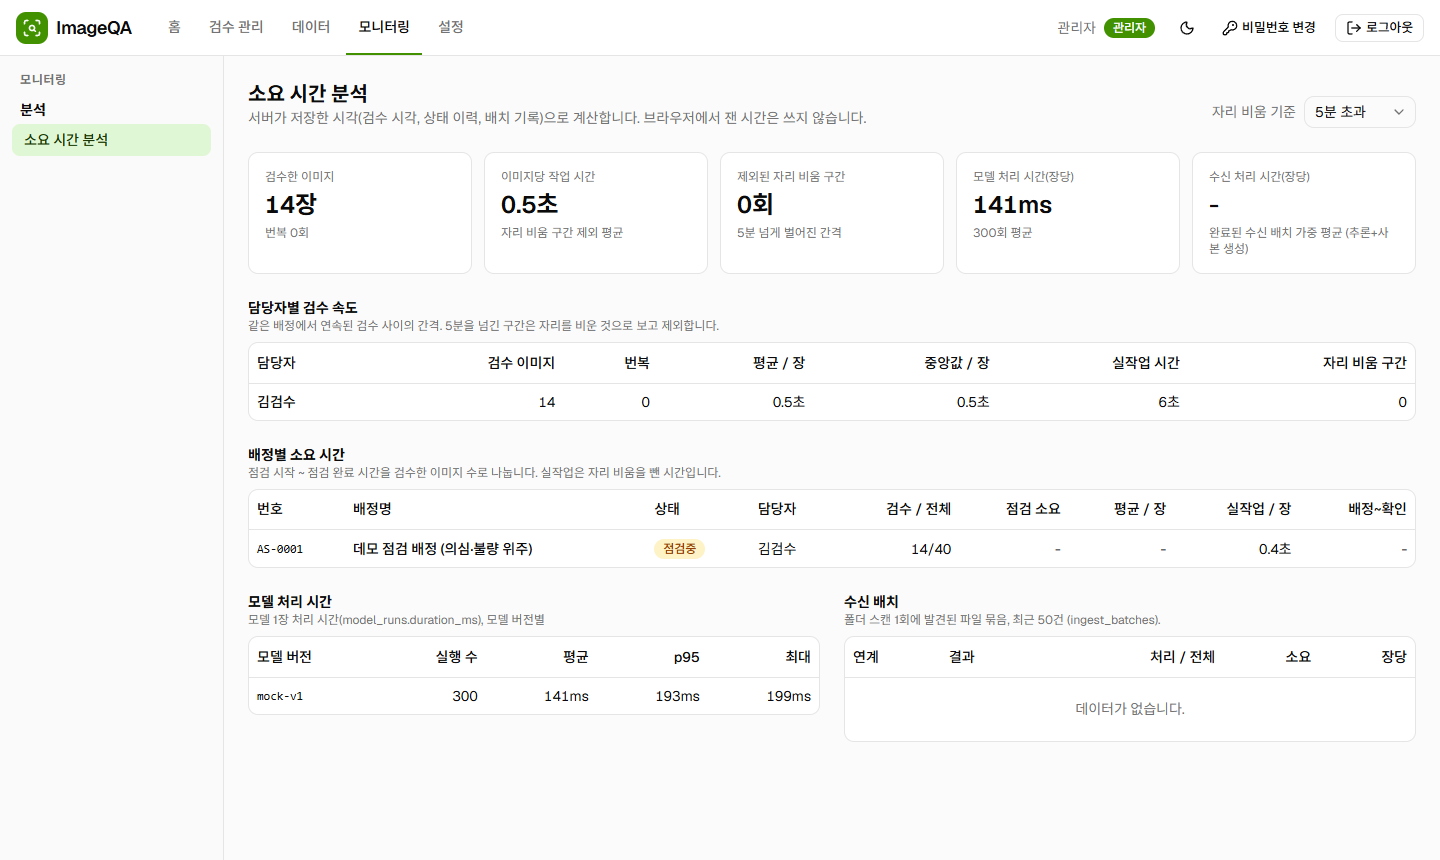 ImageQA
홈 검수 관리 데이터 모니터링 설정
관리자 관리자 비밀번호 변경 로그아웃
모니터링
분석
소요 시간 분석
소요 시간 분석
서버가 저장한 시각(검수 시각, 상태 이력, 배치 기록)으로 계산합니다. 브라우저에서 잰 시간은 쓰지 않습니다.
자리 비움 기준 5분 초과
검수한 이미지
14장
번복 0회
이미지당 작업 시간
0.5초
자리 비움 구간 제외 평균
제외된 자리 비움 구간
0회
5분 넘게 벌어진 간격
모델 처리 시간(장당)
141ms
300회 평균
수신 처리 시간(장당)
-
완료된 수신 배치 가중 평균 (추론+사
본 생성)
담당자별 검수 속도
같은 배정에서 연속된 검수 사이의 간격. 5분을 넘긴 구간은 자리를 비운 것으로 보고 제외합니다.
담당자 검수 이미지 번복 평균 / 장 중앙값 / 장 실작업 시간 자리 비움 구간
김검수 14 0 0.5초 0.5초 6초 0
배정별 소요 시간
점검 시작 ~ 점검 완료 시간을 검수한 이미지 수로 나눕니다. 실작업은 자리 비움을 뺀 시간입니다.
번호 배정명 상태 담당자 검수 / 전체 점검 소요 평균 / 장 실작업 / 장 배정~확인
AS-0001 데모 점검 배정 (의심·불량 위주) 점검중 김검수 14/40 - - 0.4초 -
모델 처리 시간
모델 1장 처리 시간(model_runs.duration_ms), 모델 버전별
모델 버전 실행 수 평균 p95 최대
mock-v1 300 141ms 193ms 199ms
수신 배치
폴더 스캔 1회에 발견된 파일 묶음, 최근 50건 (ingest_batches).
연계 결과 처리 / 전체 소요 장당
데이터가 없습니다.